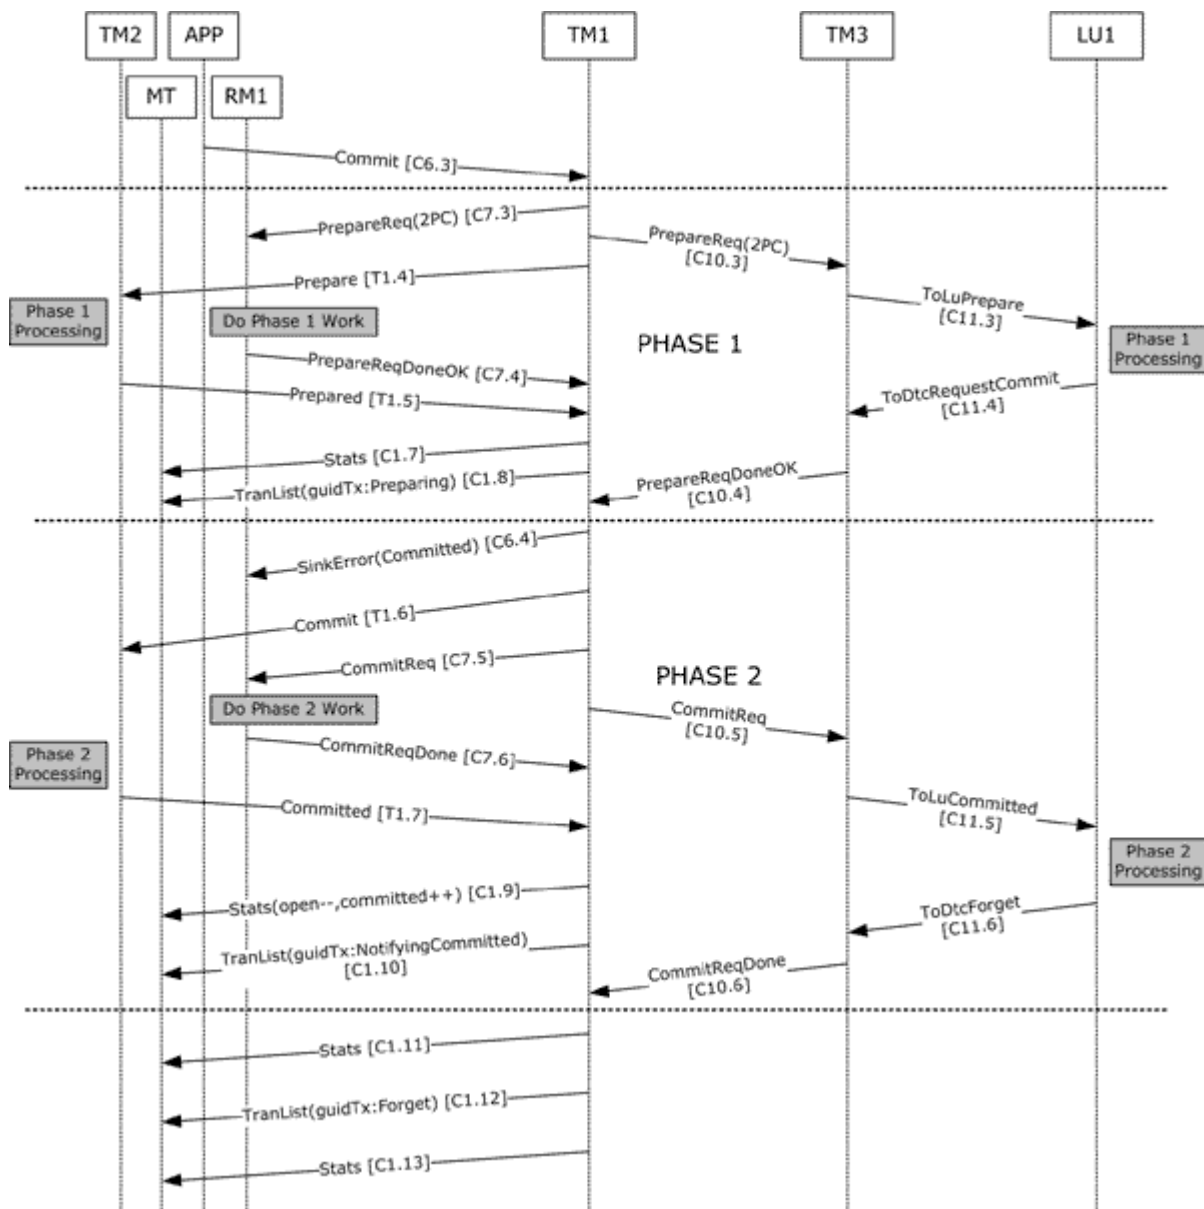 TM2
APP
TM1
TM3
LU1
MT
RM1
Commit [C6.3]
PrepareReq(2PC) [C7.3]
PrepareReq(2PC)
[C10.3]
Prepare [T1.4]
Phase 1
Processing
Do Phase 1 Work
ToLuPrepare
[C11.3]
PHASE 1
Phase 1
Processing
PrepareReqDoneOK [C7.4]
Prepared [T1.5]
ToDtcRequestCommit
[C11.4]
Stats [C1.7]
TranList(guidTx:Preparing) [C1.8]
PrepareReqDoneOK
[C10.4]
SinkError(Committed) [C6.4]
Commit [T1.6]
CommitReq [C7.5]
PHASE 2
Do Phase 2 Work
CommitReq
[C10.5]
Phase 2
Processing
CommitReqDone [C7.6]
Committed [T1.7]
ToLuCommitted
[C11.5]
Phase 2
Processing
Stats(open--,committed++) [C1.9]
ToDtcForget
[C11.6]
TranList(guidTx:NotifyingCommitted)
[C1.10]
CommitReqDone
[C10.6]
Stats [C1.11]
TranList(guidTx:Forget) [C1.12]
Stats [C1.13]